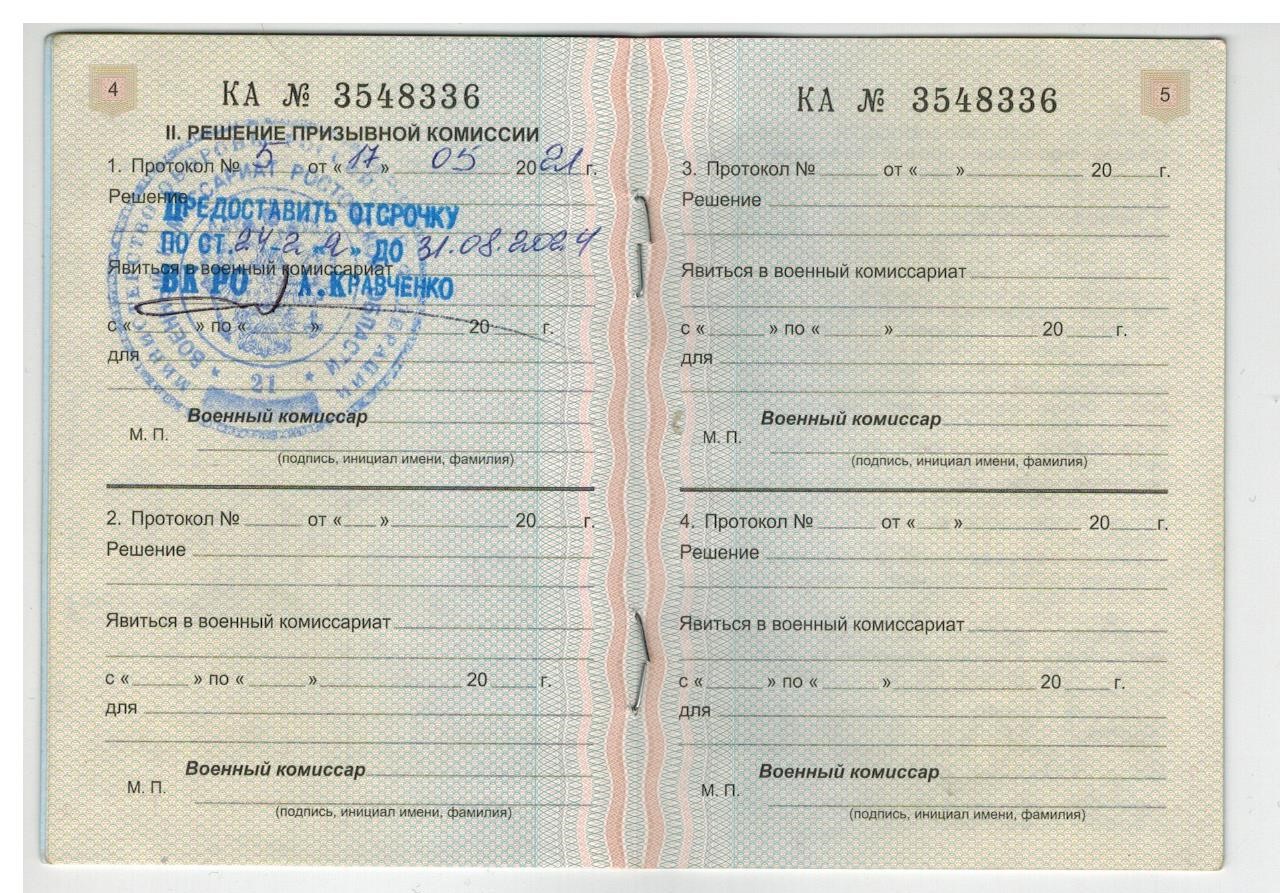 4
КА № 3548336
II. РЕШЕНИЕ ПРИЗЫВНОЙ КОМИССИИ
1. Протокол № 5 от « 17 » 05 2021 г.
Решение
ПРЕДОСТАВИТЬ ОТСРОЧКУ
ПО СТ. 24-2 „а“ ДО 31.08.2024
Явиться в военный комиссариат
ВК РО А. КРАВЧЕНКО
с « » по « » 20 г.
для
21
Военный комиссар
М. П.
(подпись, инициал имени, фамилия)
2. Протокол № от « » 20 г.
Решение
Явиться в военный комиссариат
с « » по « » 20 г.
для
Военный комиссар
М. П.
(подпись, инициал имени, фамилия)
КА № 3548336
5
3. Протокол № от « » 20 г.
Решение
Явиться в военный комиссариат
с « » по « » 20 г.
для
Военный комиссар
М. П.
(подпись, инициал имени, фамилия)
4. Протокол № от « » 20 г.
Решение
Явиться в военный комиссариат
с « » по « » 20 г.
для
Военный комиссар
М. П.
(подпись, инициал имени, фамилия)